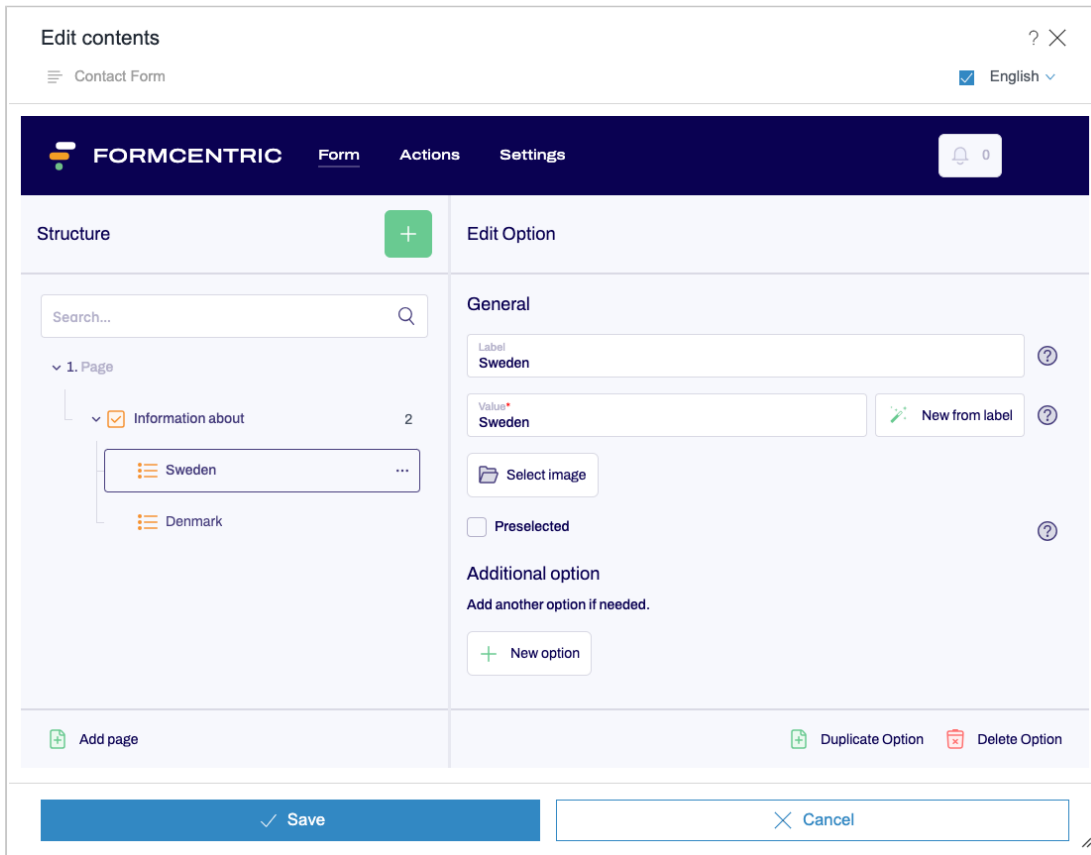 Edit contents
?
Contact Form
English
FORMCENTRIC Form Actions Settings 0
Structure
+
Edit Option
Search...
1. Page
Information about 2
Sweden ...
Denmark
General
Label
Sweden
?
Value*
Sweden
New from label
?
Select image
Preselected
?
Additional option
Add another option if needed.
+ New option
Add page
Duplicate Option
Delete Option
Save
Cancel